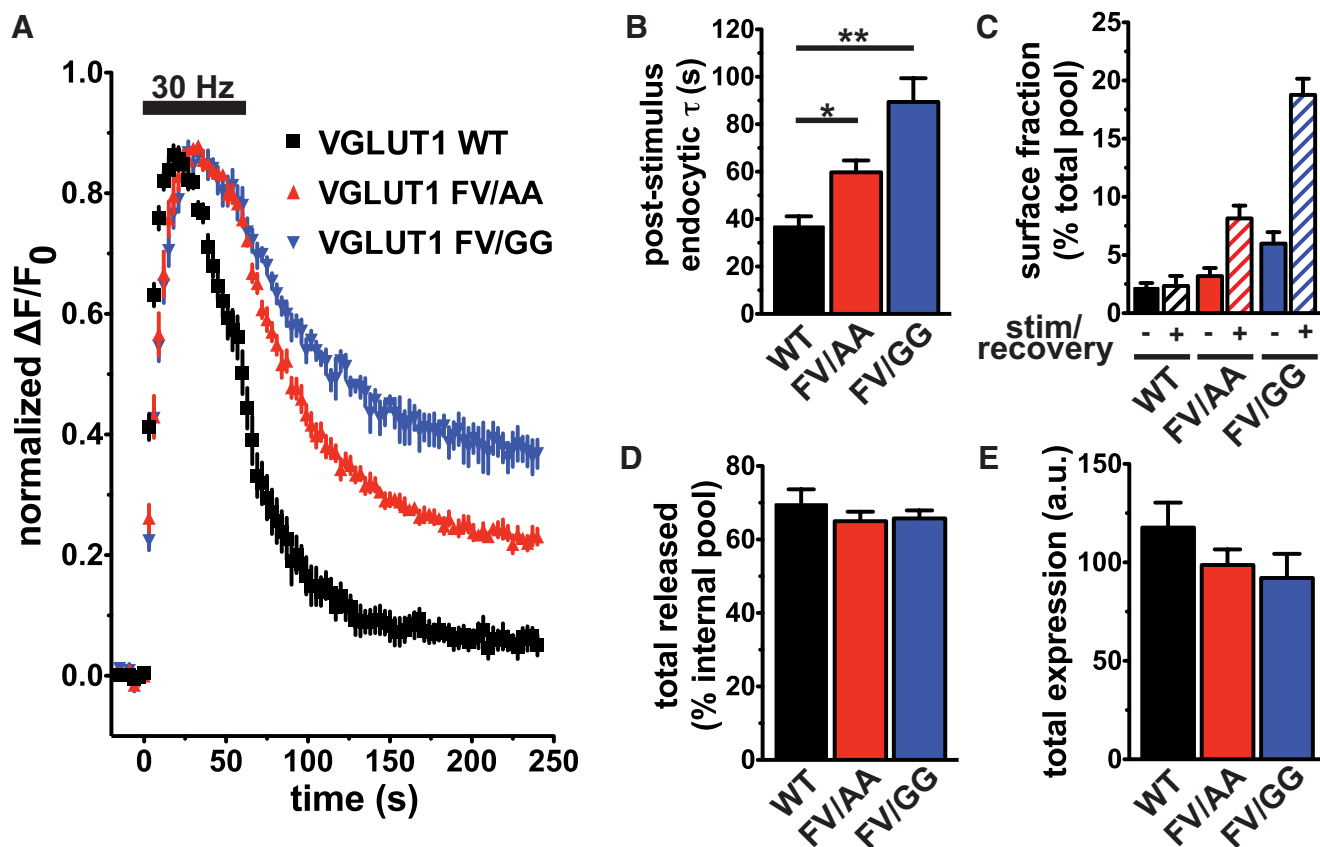 A
normalized ΔF/F0
1.0
0.8
0.6
0.4
0.2
0.0
30 Hz
VGLUT1 WT
VGLUT1 FV/AA
VGLUT1 FV/GG
0
50
100
150
200
250
time (s)
B
post-stimulus
endocytic τ (s)
120
100
80
60
40
20
0
**
*
WT
FV/AA
FV/GG
C
surface fraction
(% total pool)
25
20
15
10
5
0
stim/
recovery
- + - + - +
WT
FV/AA
FV/GG
D
total released
(% internal pool)
80
60
40
20
0
WT
FV/AA
FV/GG
E
total expression (a.u.)
150
100
50
0
WT
FV/AA
FV/GG